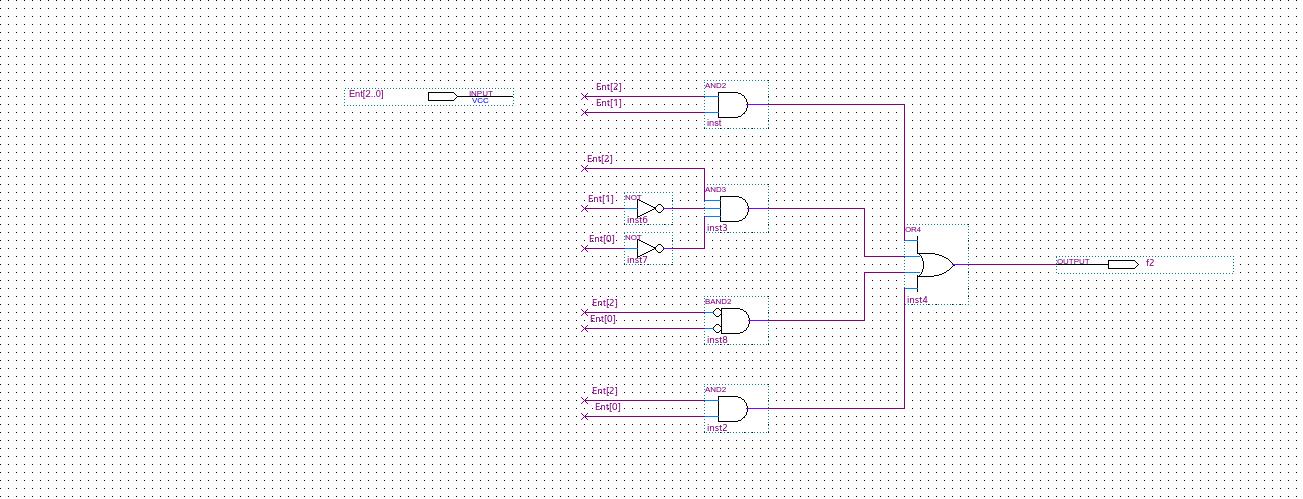 Ent[2..0]
INPUT
VCC
Ent[2]
Ent[1]
AND2
inst
Ent[2]
Ent[1]
NOT
inst6
Ent[0]
NOT
inst7
AND3
inst3
Ent[2]
Ent[0]
BAND2
inst8
Ent[2]
Ent[0]
AND2
inst2
OR4
inst4
OUTPUT
f2